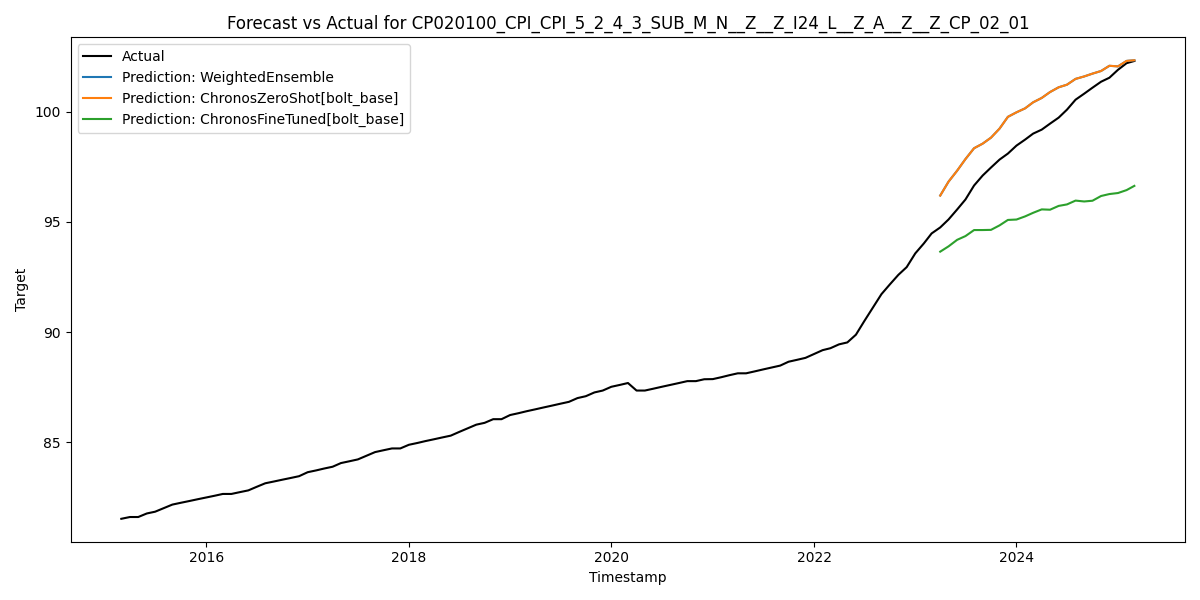 Forecast vs Actual for CP020100_CPI_CPI_5_2_4_3_SUB_M_N__Z__Z_I24_L__Z_A__Z__Z_CP_02_01
Actual
Prediction: WeightedEnsemble
Prediction: ChronosZeroShot[bolt_base]
Prediction: ChronosFineTuned[bolt_base]
100
95
90
85
Target
2016
2018
2020
2022
2024
Timestamp